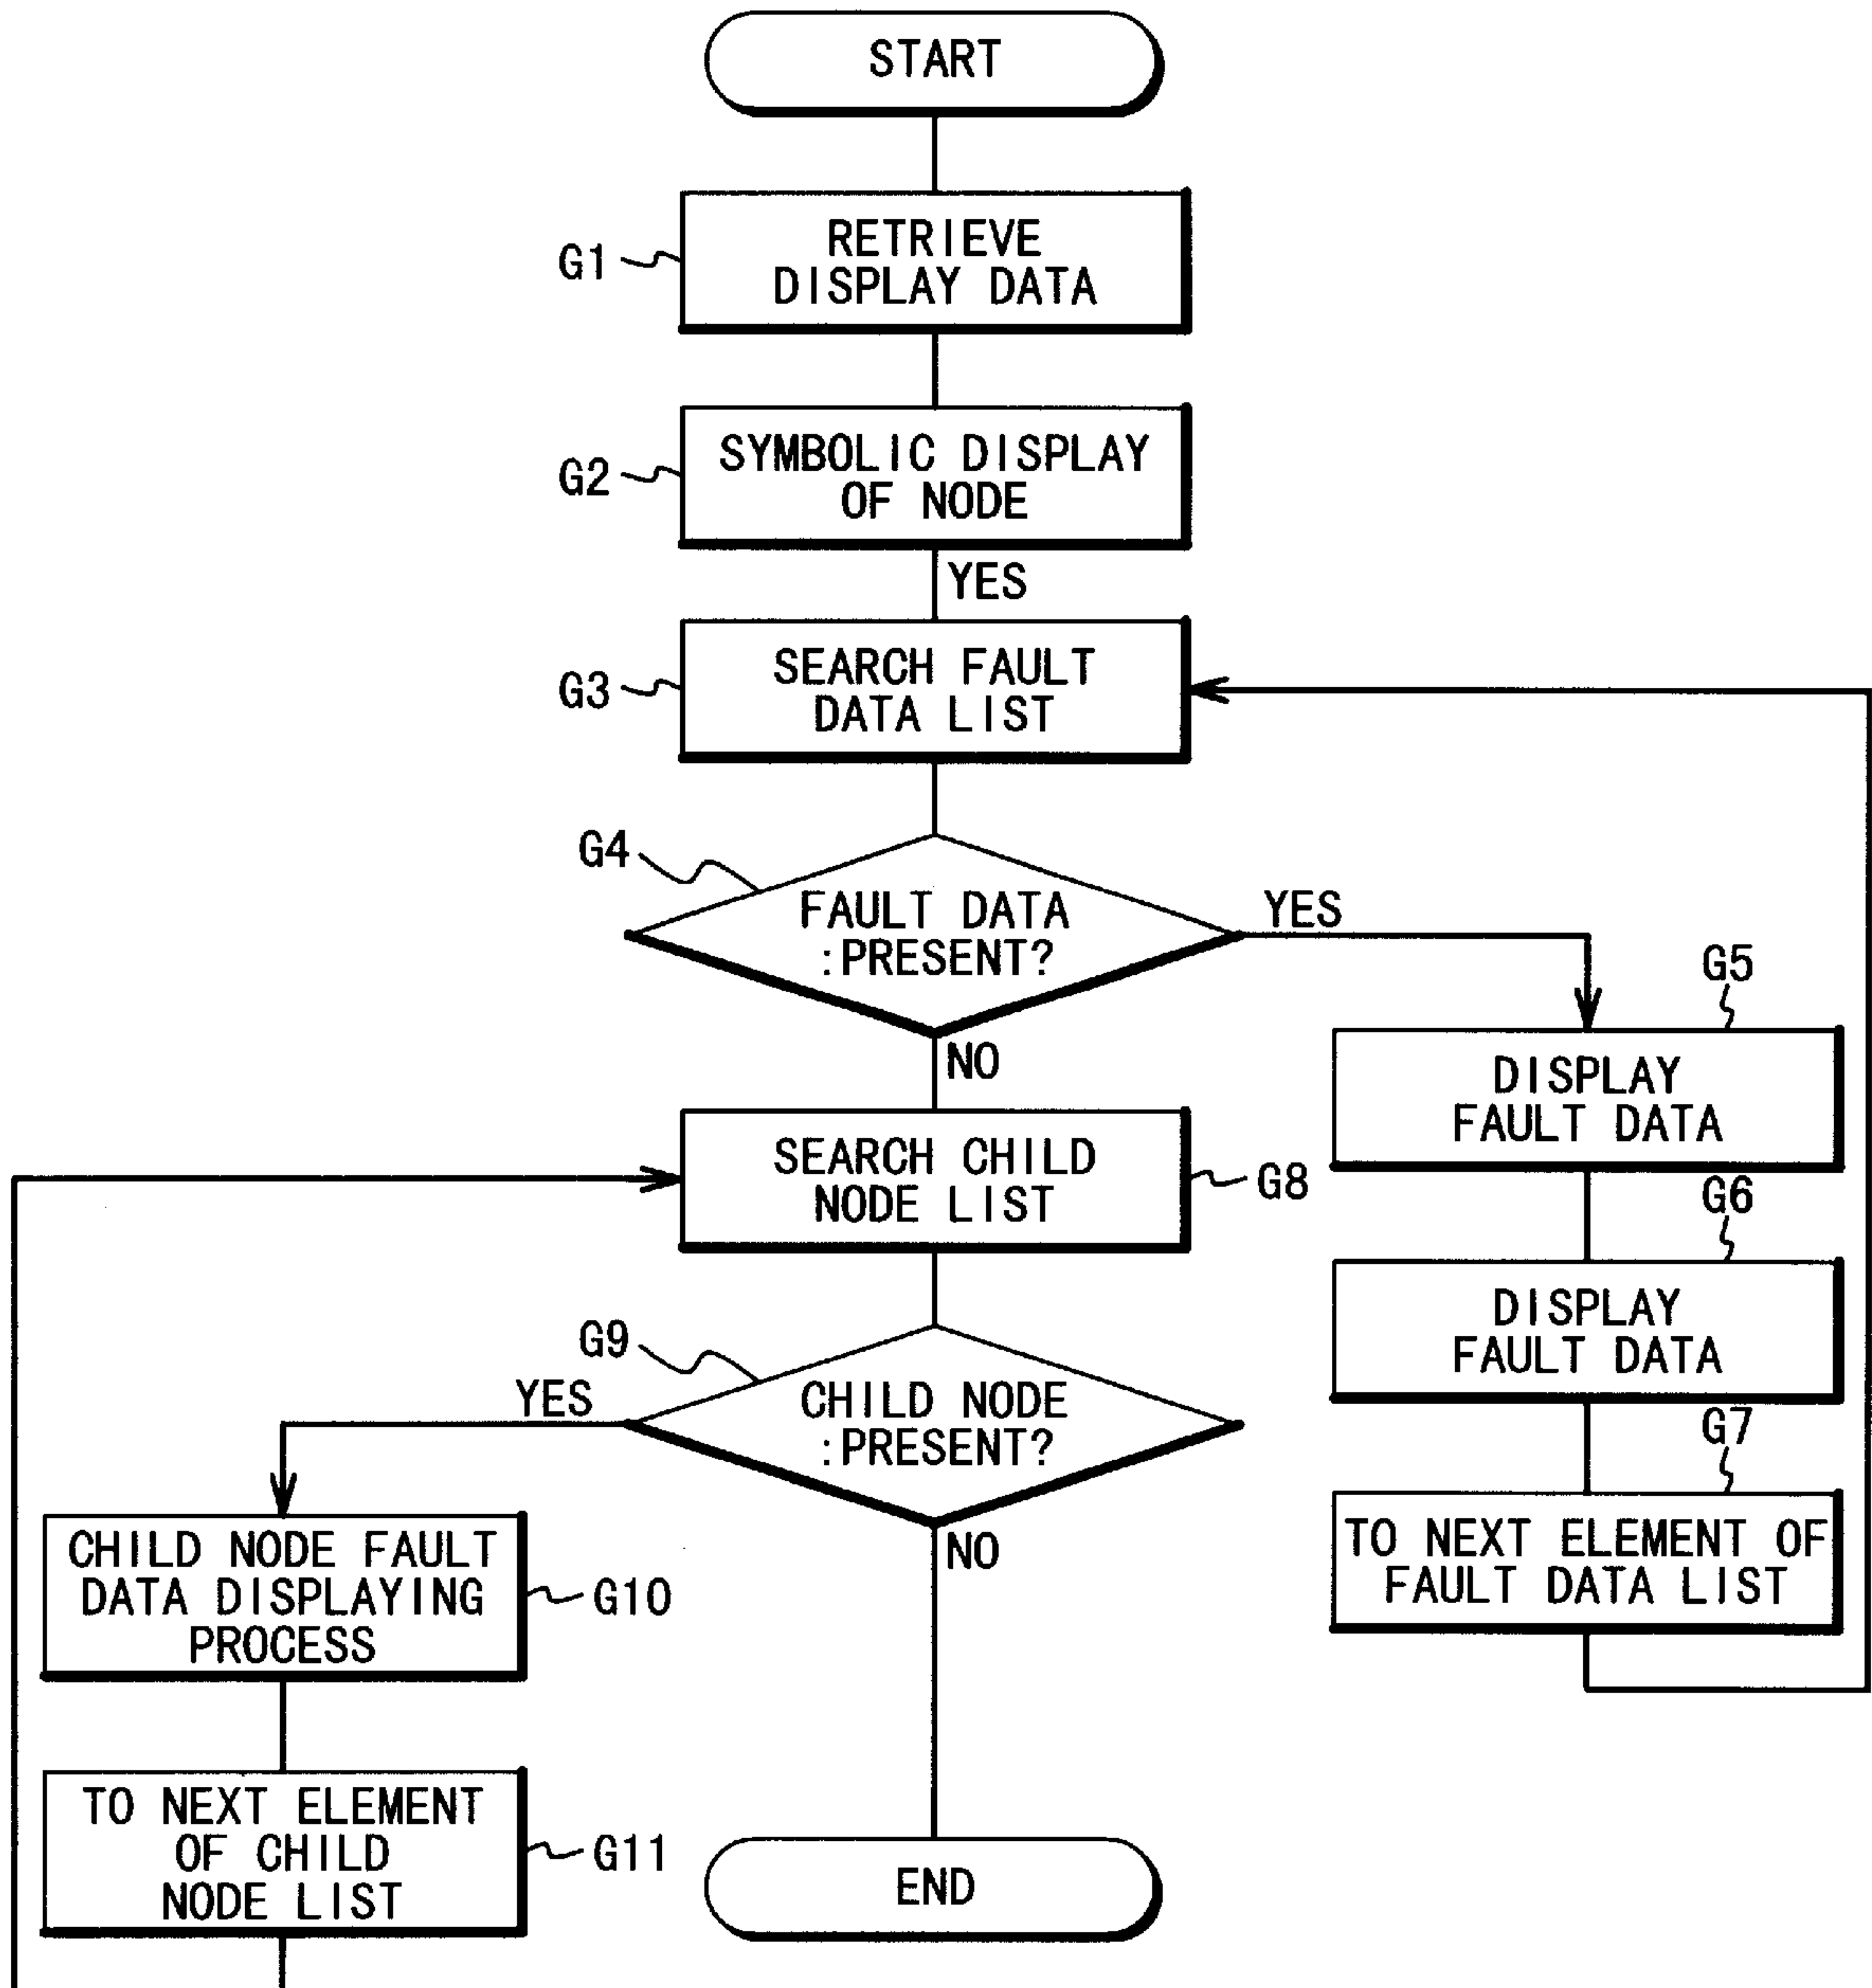 START
G1
RETRIEVE
DISPLAY DATA
G2
SYMBOLIC DISPLAY
OF NODE
YES
G3
SEARCH FAULT
DATA LIST
G4
FAULT DATA
:PRESENT?
YES
NO
G5
DISPLAY
FAULT DATA
G6
DISPLAY
FAULT DATA
G7
TO NEXT ELEMENT OF
FAULT DATA LIST
SEARCH CHILD
NODE LIST
G8
G9
CHILD NODE
:PRESENT?
YES
NO
CHILD NODE FAULT
DATA DISPLAYING
PROCESS
G10
TO NEXT ELEMENT
OF CHILD
NODE LIST
G11
END